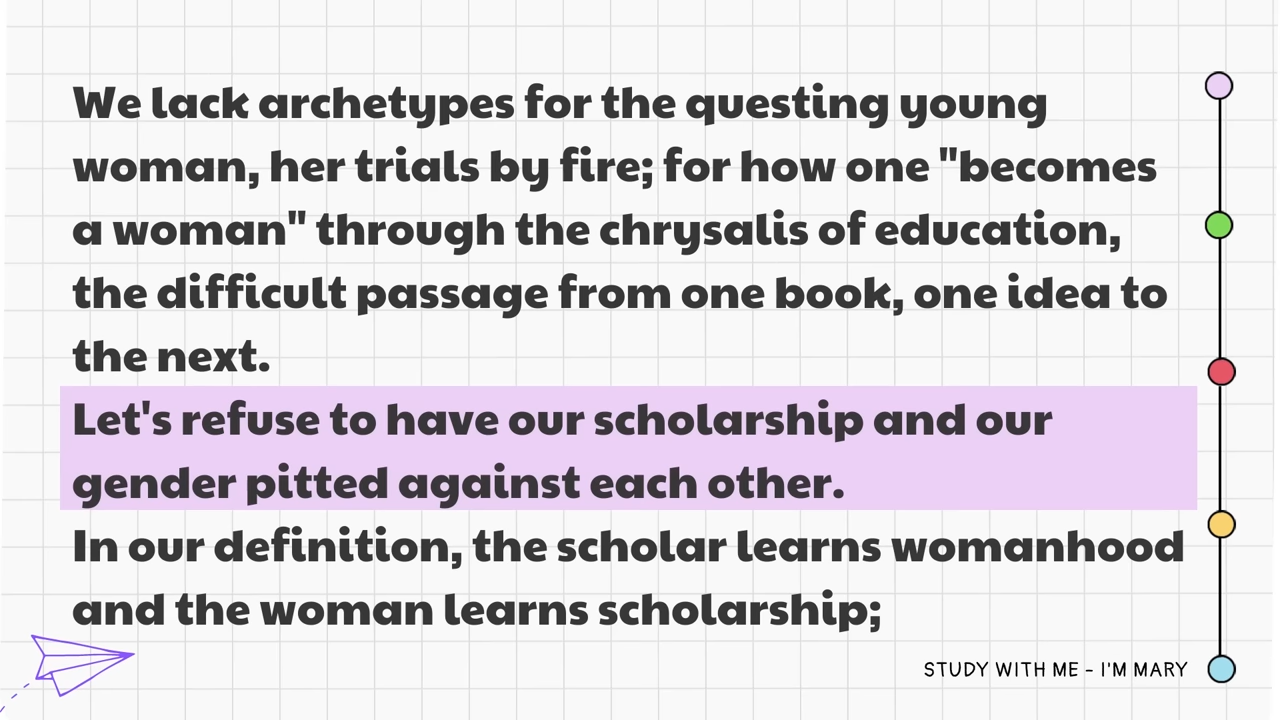 We lack archetypes for the questing young
woman, her trials by fire; for how one "becomes
a woman" through the chrysalis of education,
the difficult passage from one book, one idea to
the next.
Let's refuse to have our scholarship and our
gender pitted against each other.
In our definition, the scholar learns womanhood
and the woman learns scholarship;
STUDY WITH ME - I'M MARY